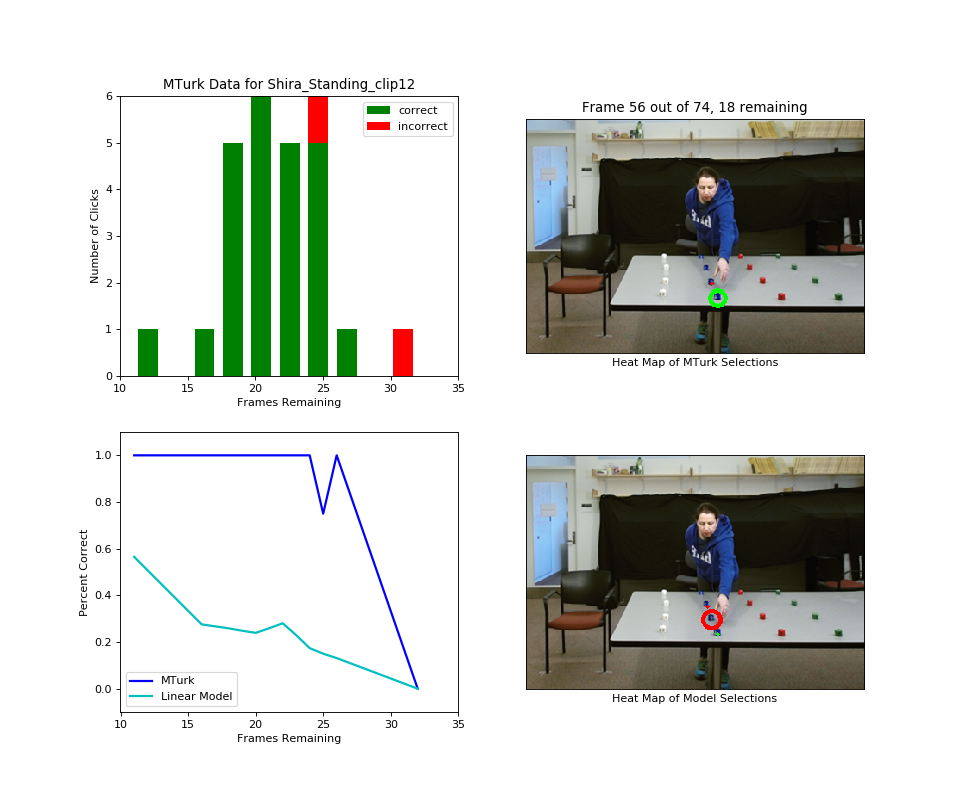 MTurk Data for Shira_Standing_clip12
6
5
4
3
2
1
0
Number of Clicks
correct
incorrect
10 15 20 25 30 35
Frames Remaining
Frame 56 out of 74, 18 remaining
Heat Map of MTurk Selections
1.0
0.8
0.6
0.4
0.2
0.0
Percent Correct
MTurk
Linear Model
10 15 20 25 30 35
Frames Remaining
Heat Map of Model Selections